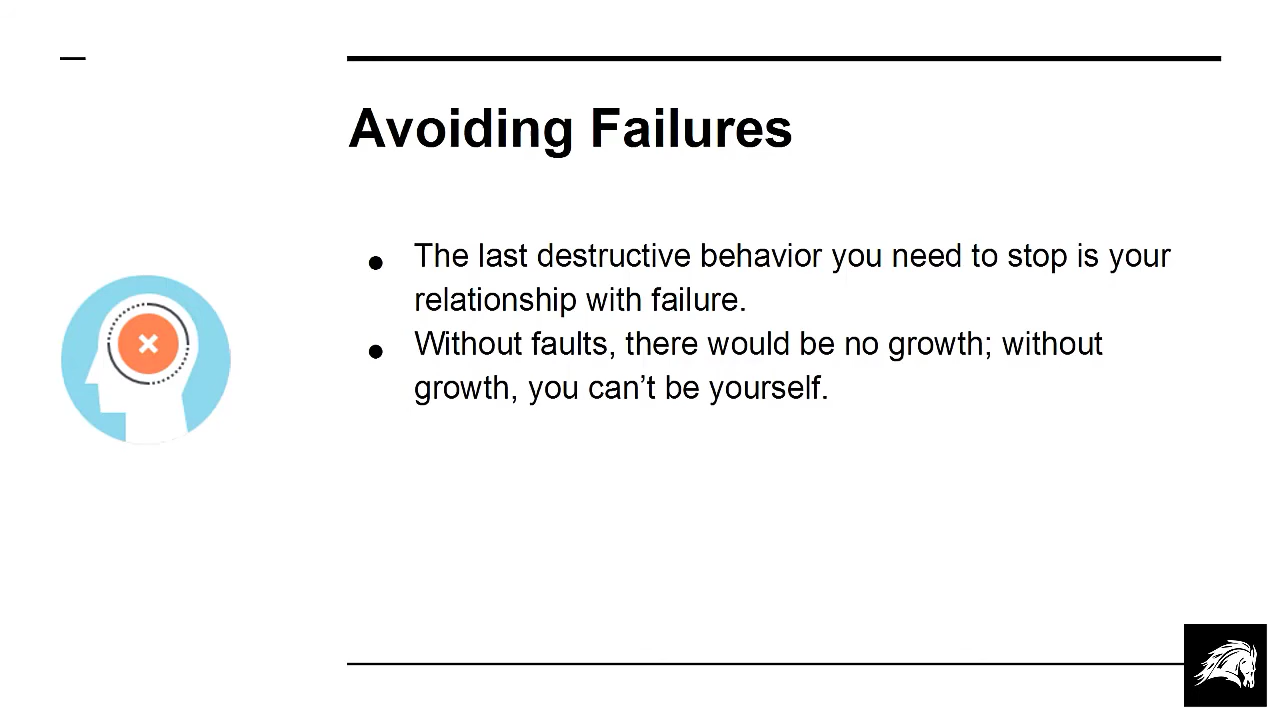 Avoiding Failures
The last destructive behavior you need to stop is your
relationship with failure.
Without faults, there would be no growth; without
growth, you can’t be yourself.